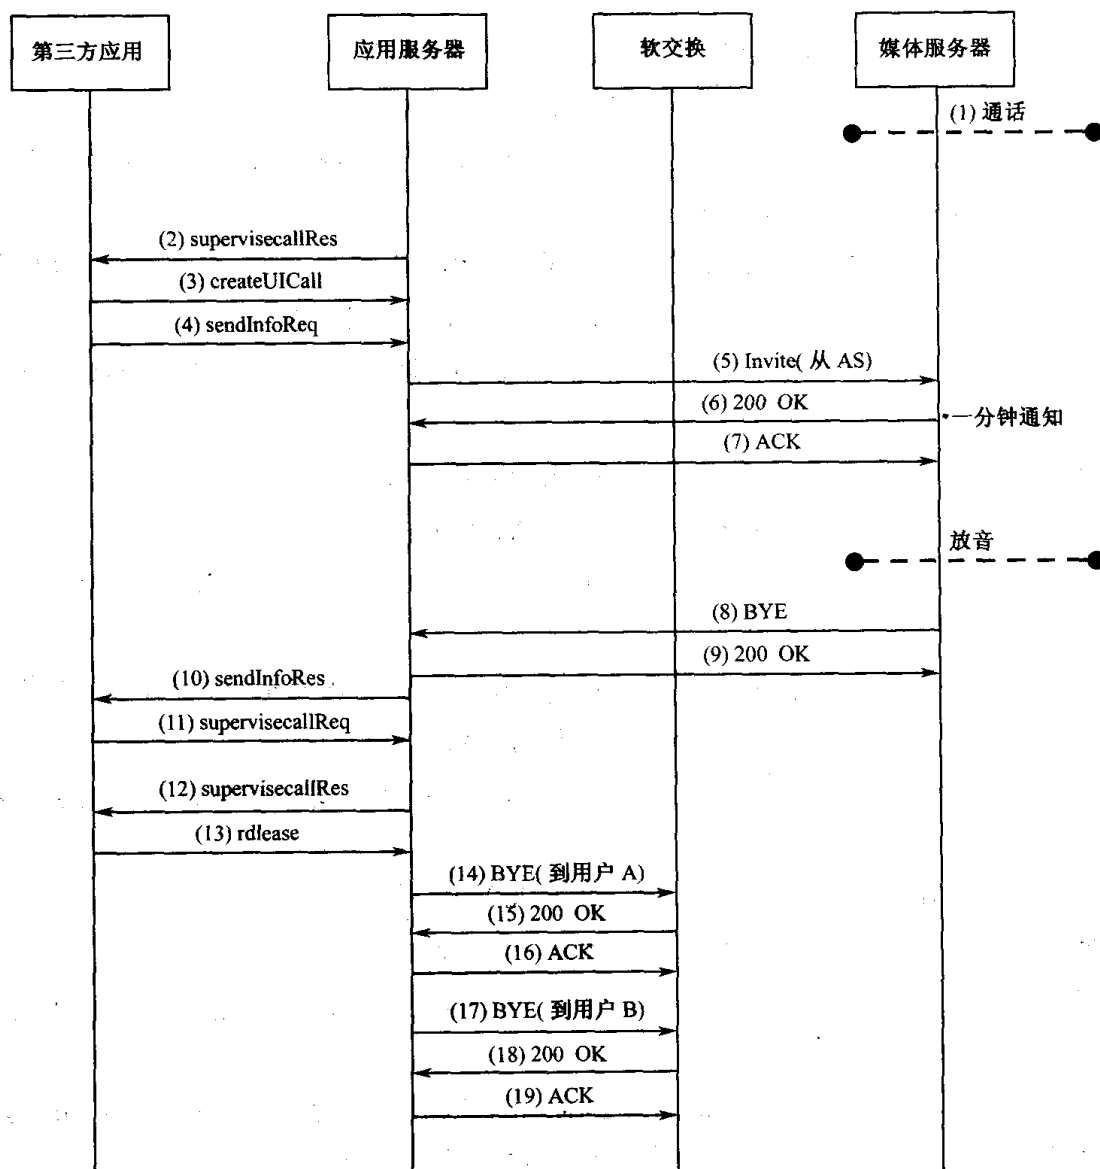 第三方应用
应用服务器
软交换
媒体服务器
(1) 通话
(2) supervisecallRes
(3) createUICall
(4) sendInfoReq
(5) Invite( 从 AS)
(6) 200 OK
一分钟通知
(7) ACK
放音
(8) BYE
(9) 200 OK
(10) sendInfoRes
(11) supervisecallReq
(12) supervisecallRes
(13) rdlease
(14) BYE( 到用户 A)
(15) 200 OK
(16) ACK
(17) BYE( 到用户 B)
(18) 200 OK
(19) ACK